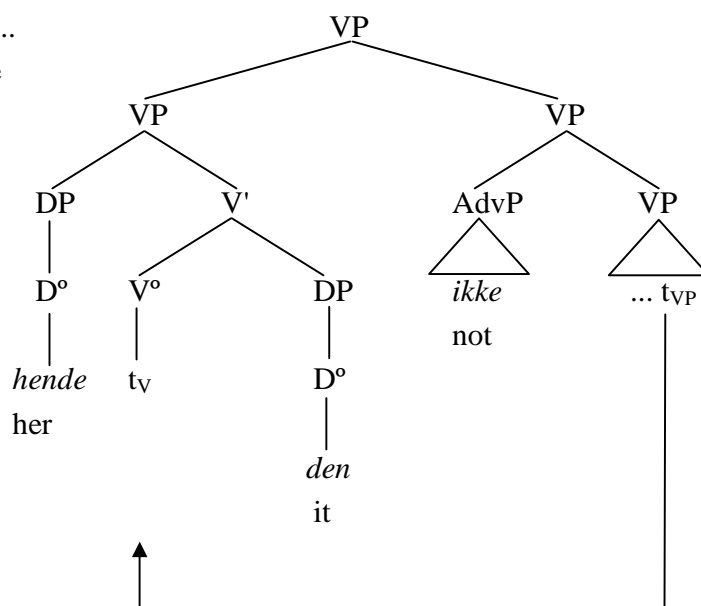 ..
VP
VP VP
DP V' AdvP VP
Dº Vº DP ikke ... tVP
not
hende tV Dº
her
den
it